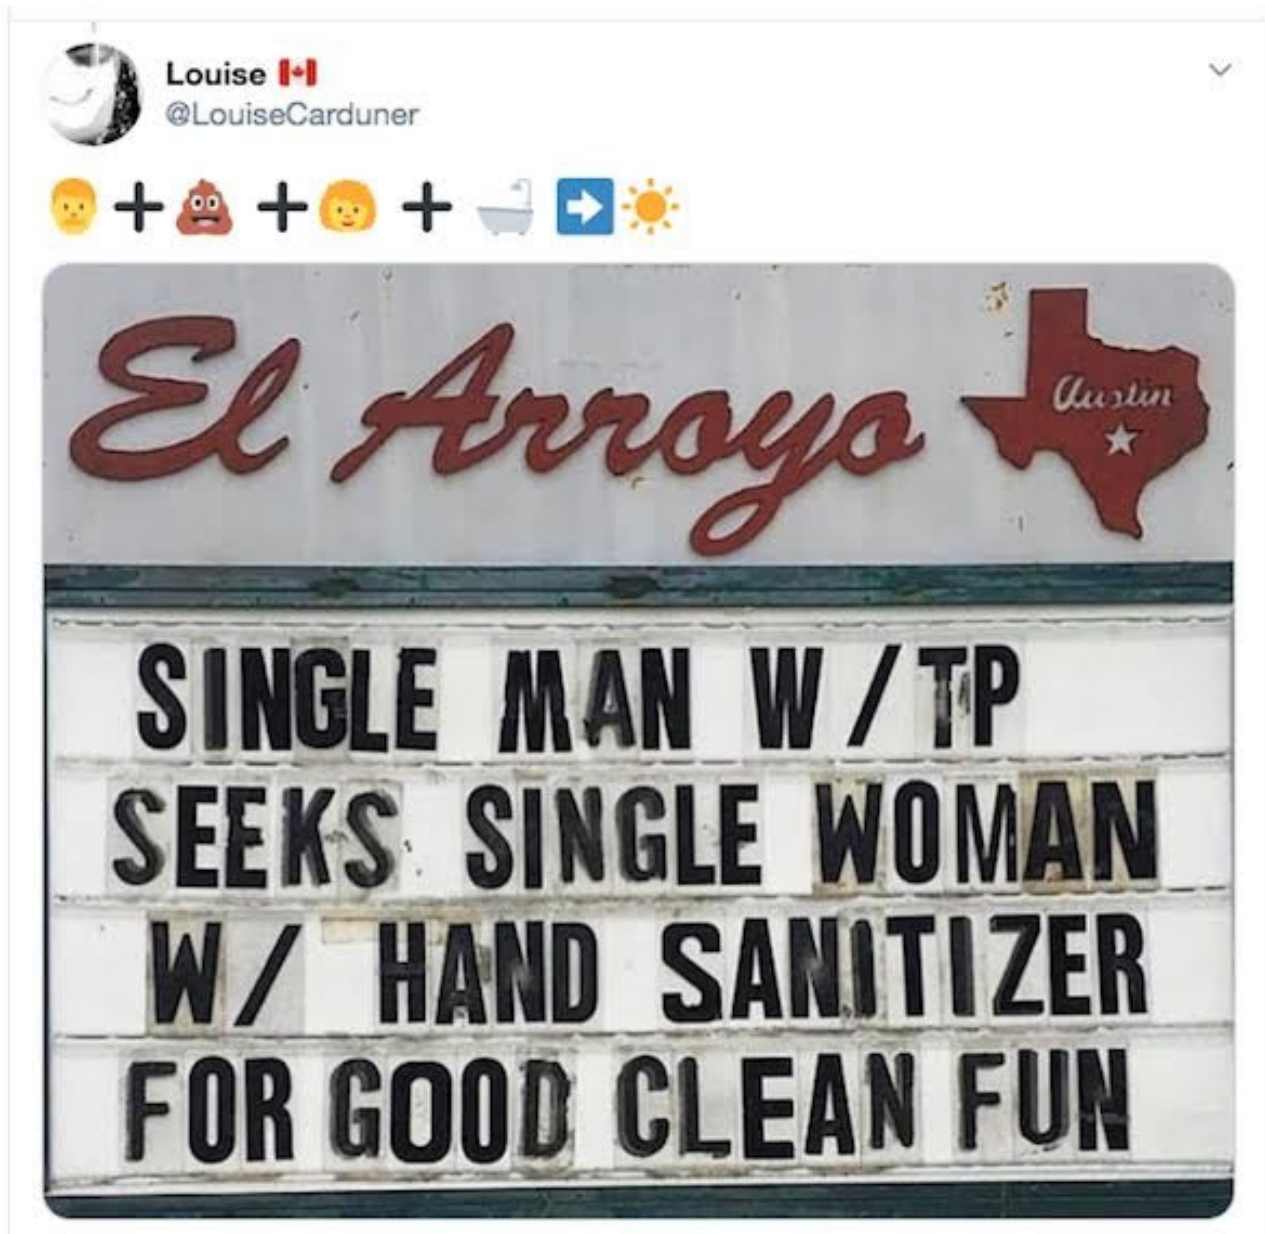 Louise 🇨🇦
@LouiseCarduner
👨➕💩➕👩➕🛁➡️☀️
El Arroyo
Austin
SINGLE MAN W/TP
SEEKS SINGLE WOMAN
W/ HAND SANITIZER
FOR GOOD CLEAN FUN